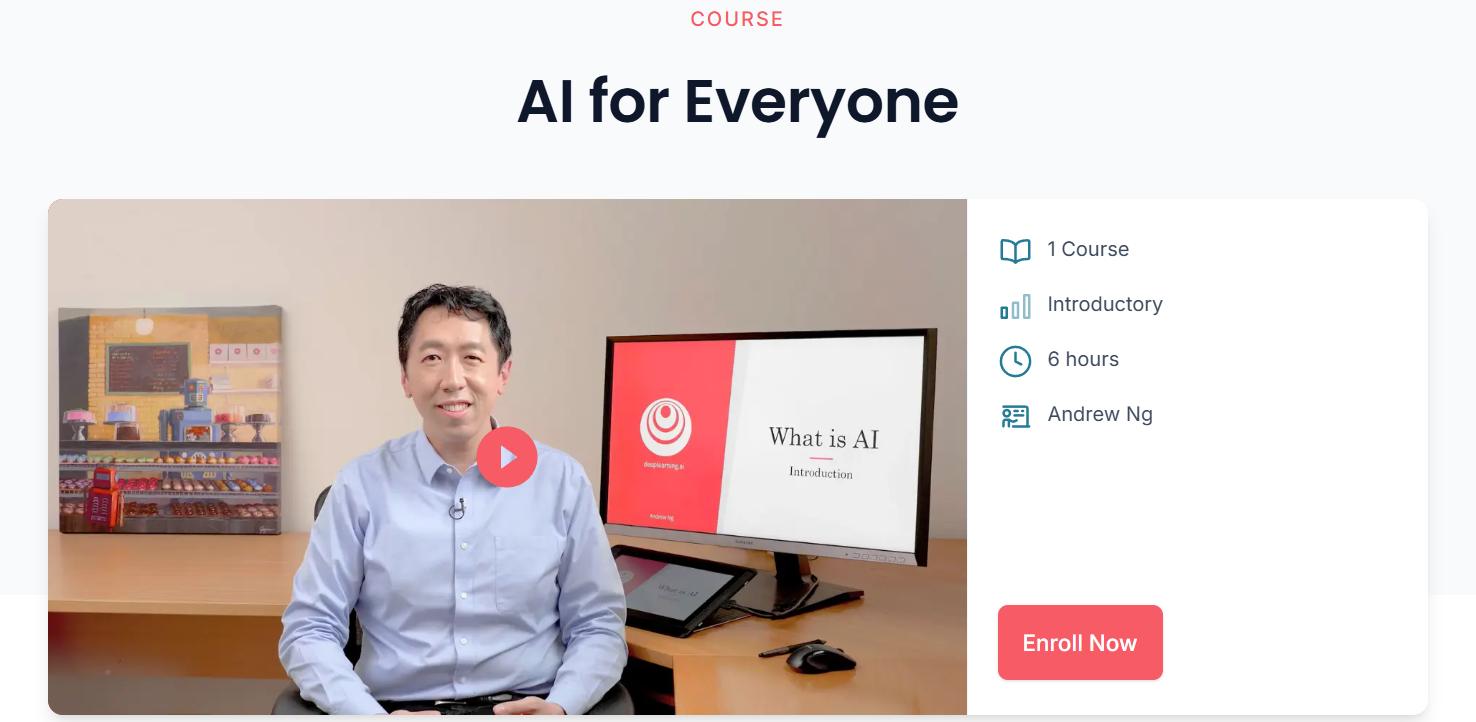 COURSE
AI for Everyone
1 Course
Introductory
6 hours
Andrew Ng
What is AI
Introduction
deeplearning.ai
Andrew Ng
What is AI
Enroll Now